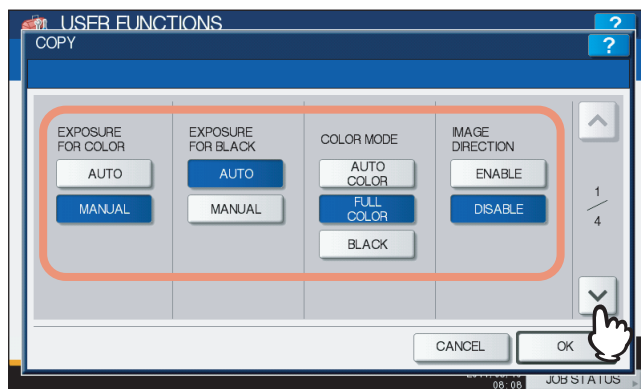 USER FUNCTIONS
?
COPY
?
EXPOSURE
FOR COLOR
AUTO
MANUAL
EXPOSURE
FOR BLACK
AUTO
MANUAL
COLOR MODE
AUTO
COLOR
FULL
COLOR
BLACK
IMAGE
DIRECTION
ENABLE
DISABLE
1
4
CANCEL
OK
08:08
JOB STATUS